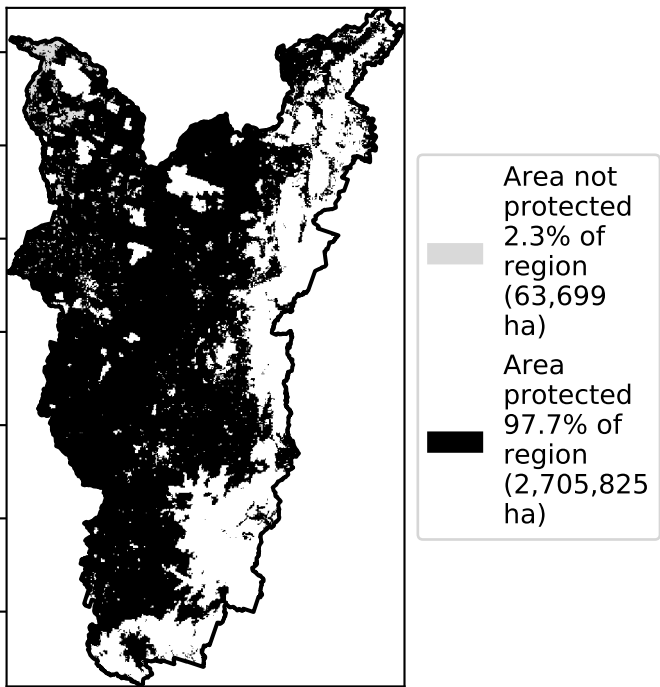 Area not
protected
2.3% of
region
(63,699
ha)
Area
protected
97.7% of
region
(2,705,825
ha)